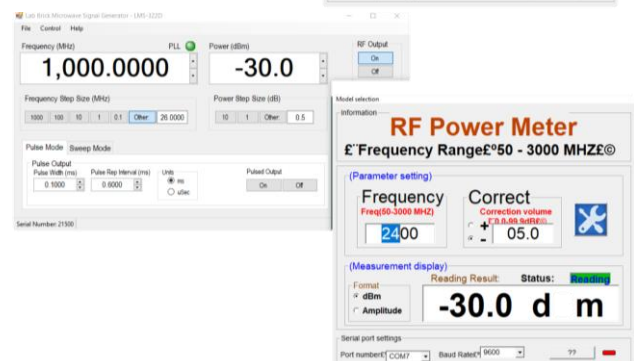 Lab Brick Microwave Signal Generator - LMS-322D
File Control Help
Frequency (MHz) PLL Power (dBm) RF Output
1,000.0000 -30.0 On
Off
Frequency Step Size (MHz) Power Step Size (dB)
1000 100 10 1 0.1 Other: 26.0000 10 1 Other: 0.5
Pulse Mode Sweep Mode
Pulse Output
Pulse Width (ms) Pulse Rep Interval (ms) Units Pulsed Output
0.1000 0.6000 ms On Off
uSec
Serial Number: 21500
Model selection
Information
RF Power Meter
£¨Frequency Range£º50 - 3000 MHZ£©
(Parameter setting)
Frequency Correct
Freq(50-3000 MHZ) Correction volume
2400 + - 05.0
(Measurement display)
Format Reading Result: Status: Reading
dBm -30.0 d m
Amplitude
Serial port settings
Port number£º COM7 Baud Rate£º 9600 ??